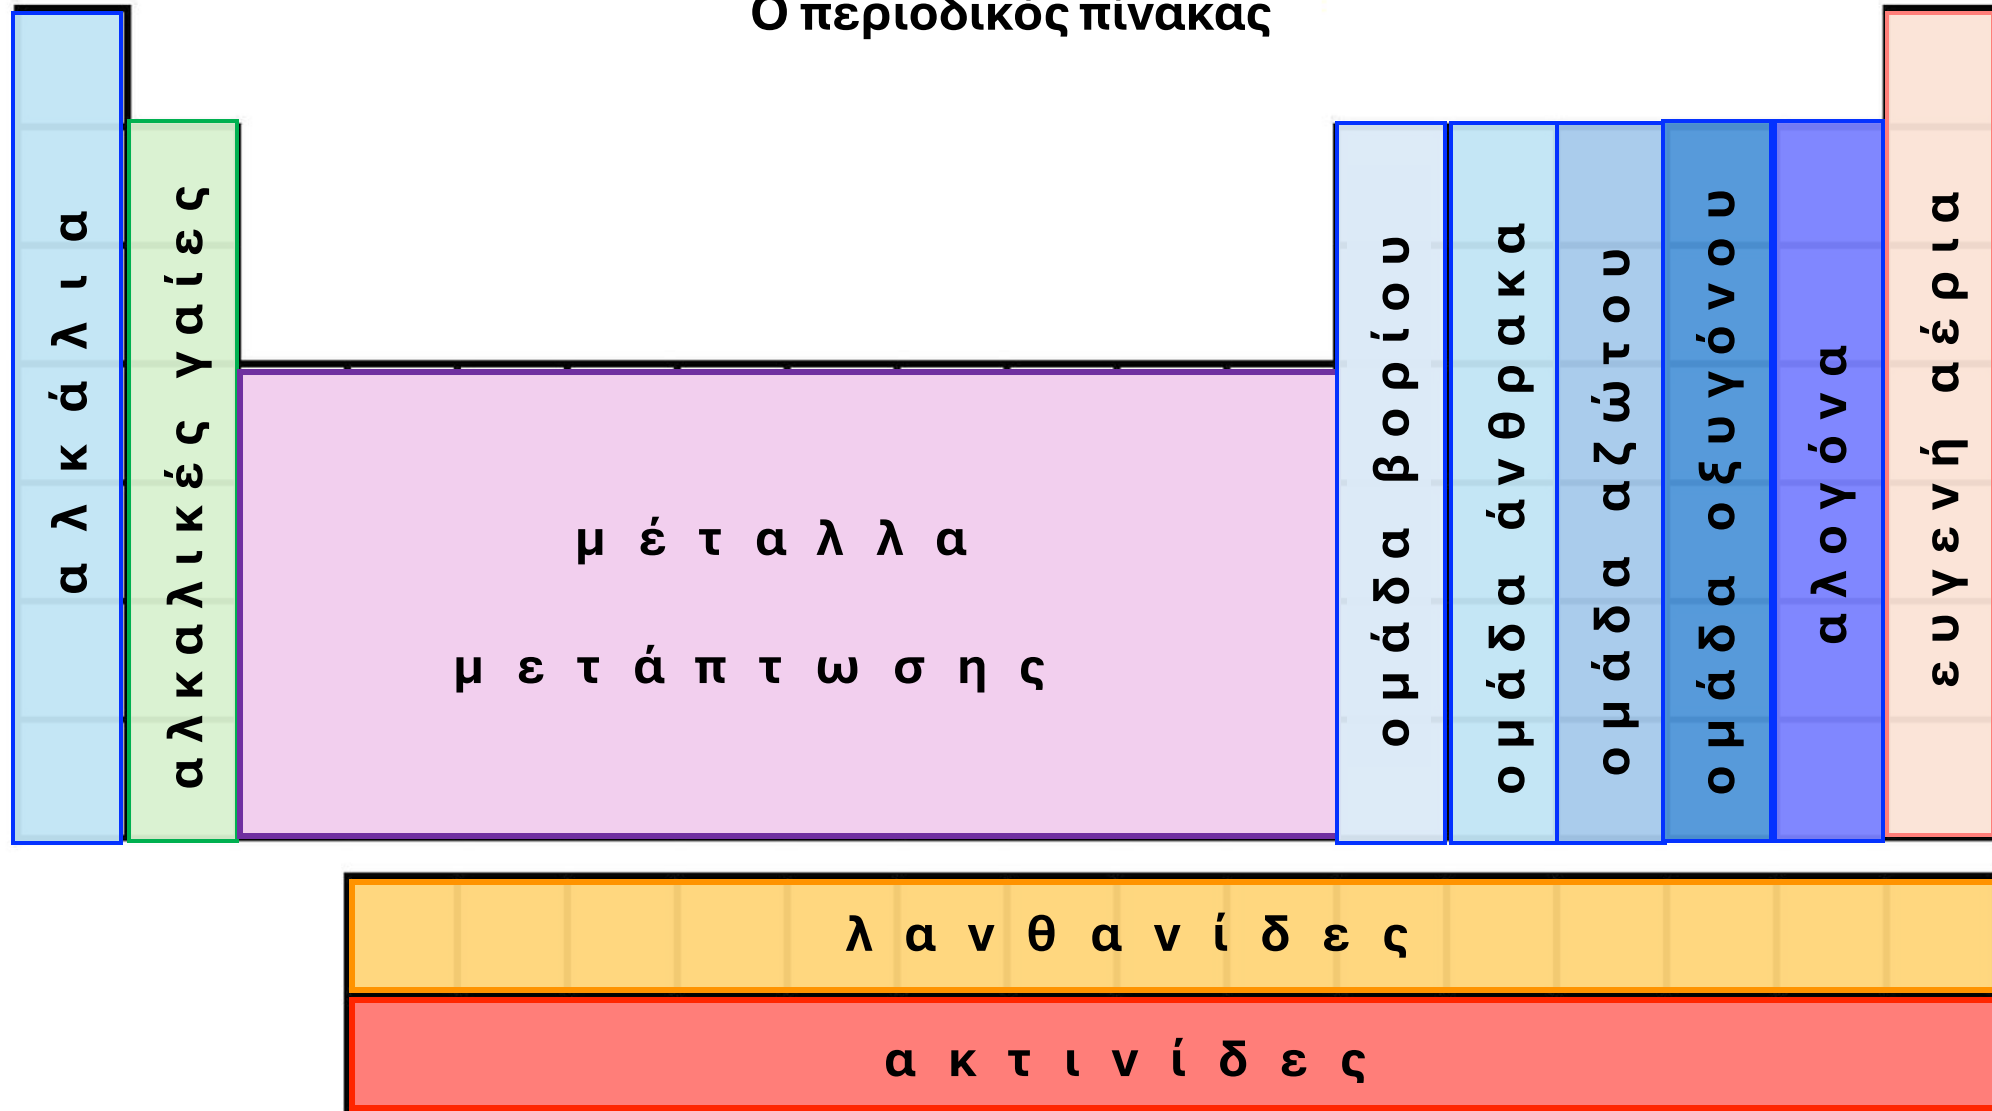 Ο περιοδικός πίνακας
αλκάλια
αλκαλικές γαίες
μέταλλα
μετάπτωσης
ομάδα βορίου
ομάδα άνθρακα
ομάδα αζώτου
ομάδα οξυγόνου
αλογόνα
ευγενή αέρια
λανθανίδες
ακτινίδες